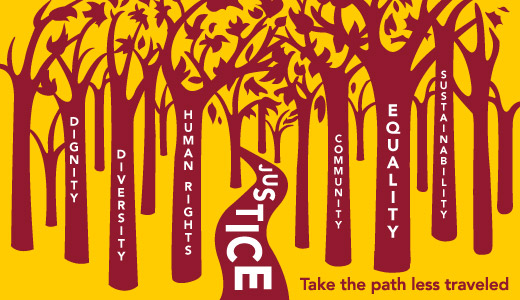 DIGNITY
DIVERSITY
HUMAN RIGHTS
JUSTICE
COMMUNITY
EQUALITY
SUSTAINABILITY
Take the path less traveled